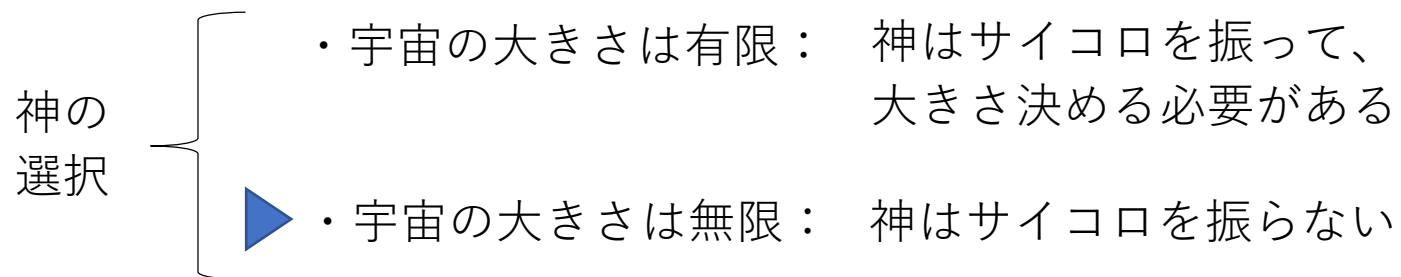 神の
選択
・宇宙の大きさは有限： 神はサイコロを振って、
大きさ決める必要がある
・宇宙の大きさは無限： 神はサイコロを振らない